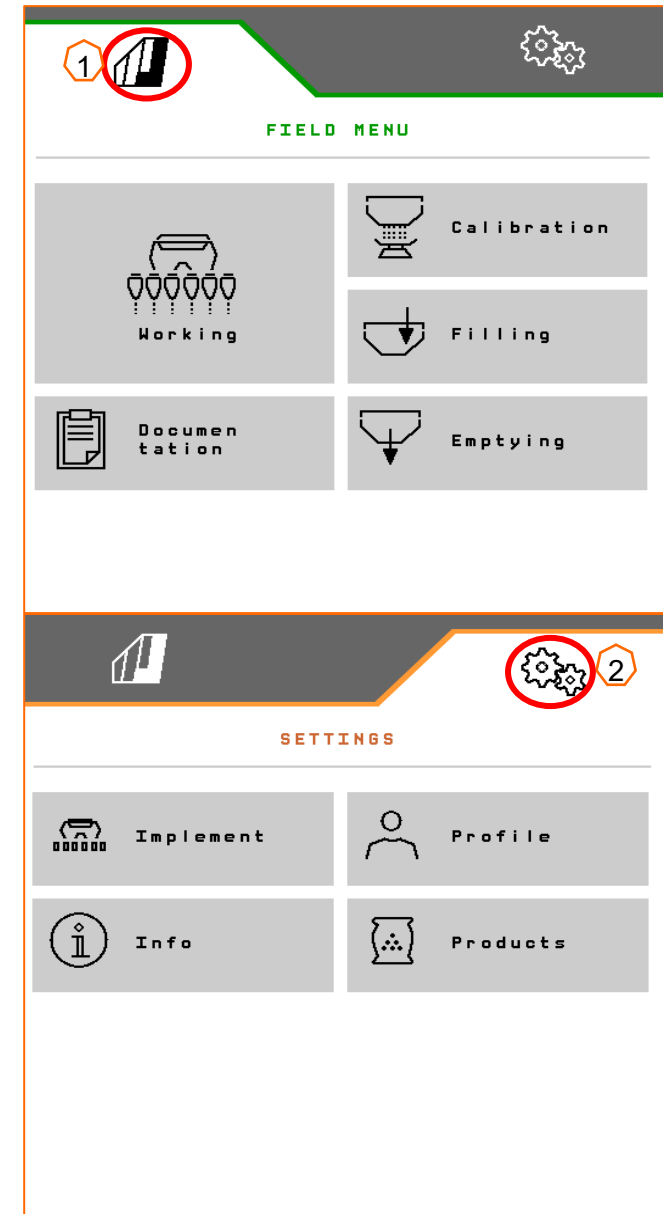 1
FIELD MENU
Working
Calibration
Filling
Documen
tation
Emptying
2
SETTINGS
Implement
Profile
Info
Products